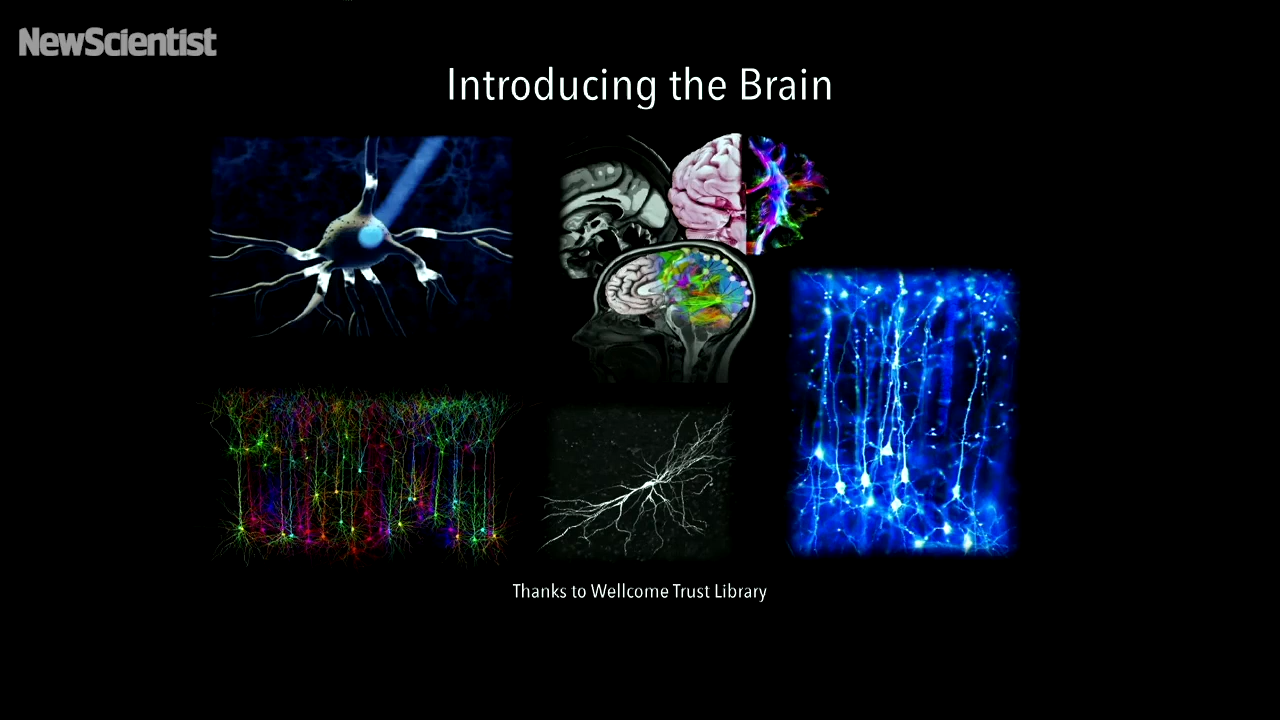 NewScientist
Introducing the Brain
Thanks to Wellcome Trust Library